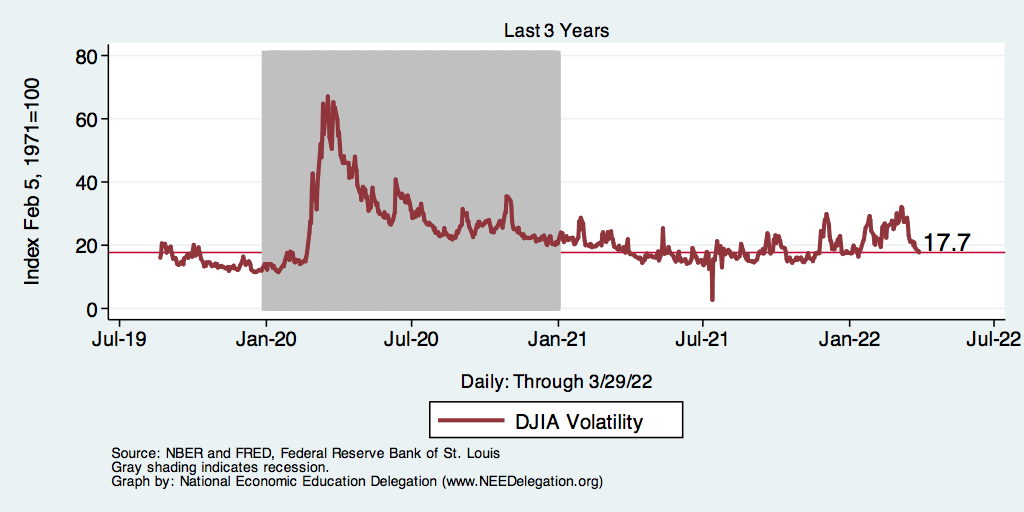 Last 3 Years
Index Feb 5, 1971=100
80
60
40
20
0
17.7
Jul-19 Jan-20 Jul-20 Jan-21 Jul-21 Jan-22 Jul-22
Daily: Through 3/29/22
DJIA Volatility
Source: NBER and FRED, Federal Reserve Bank of St. Louis
Gray shading indicates recession.
Graph by: National Economic Education Delegation (www.NEEDelegation.org)